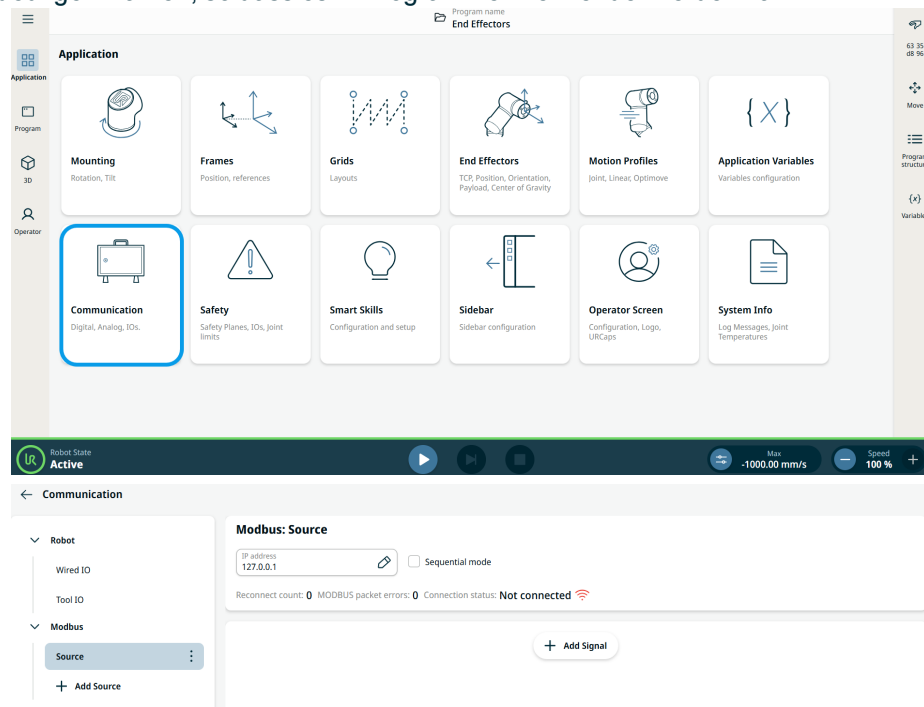 Program name
End Effectors
Application
63 35
d8 96
Application
Move
Program
Mounting
Rotation, Tilt
Frames
Position, references
Grids
Layouts
End Effectors
TCP, Position, Orientation,
Payload, Center of Gravity
Motion Profiles
Joint, Linear, Optimove
Application Variables
Variables configuration
3D
Program
structur
{x}
Variable
Operator
Communication
Digital, Analog, IOs.
Safety
Safety Planes, IOs, Joint
limits
Smart Skills
Configuration and setup
Sidebar
Sidebar configuration
Operator Screen
Configuration, Logo,
URCaps
System Info
Log Messages, Joint
Temperatures
Robot State
Active
Max
-1000.00 mm/s
Speed
100 %
Communication
Robot
Wired IO
Tool IO
Modbus
Source
Add Source
Modbus: Source
IP address
127.0.0.1
Sequential mode
Reconnect count: 0 MODBUS packet errors: 0 Connection status: Not connected
Add Signal